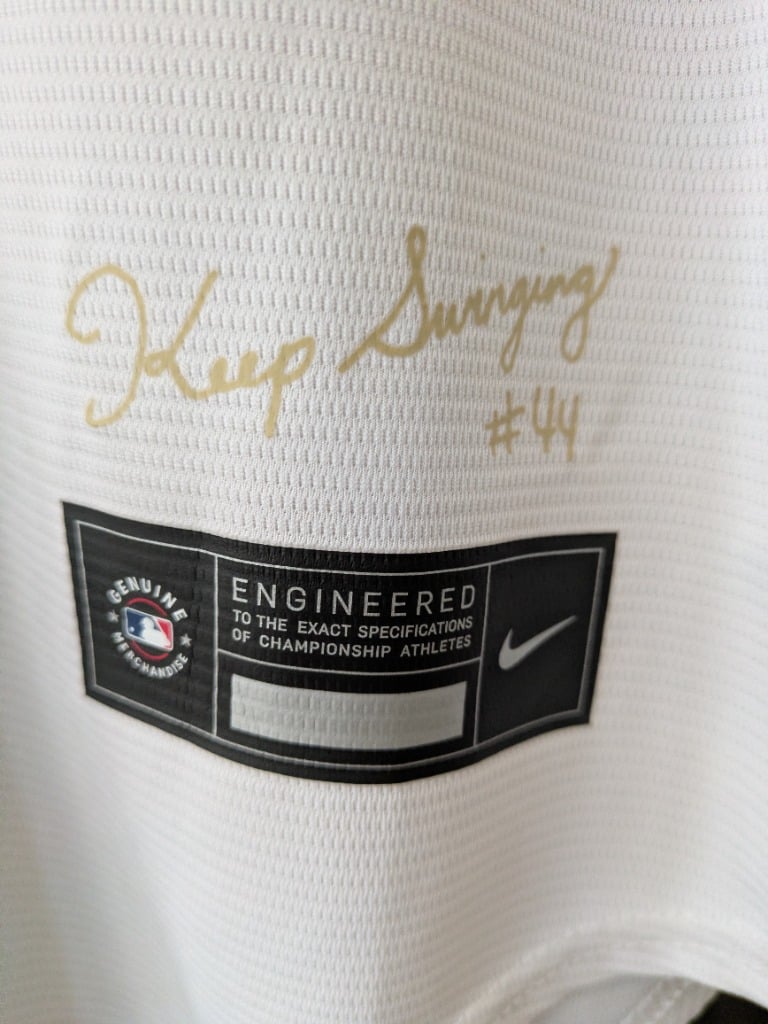 Keep Swinging
#44
GENUINE
MERCHANDISE
ENGINEERED
TO THE EXACT SPECIFICATIONS
OF CHAMPIONSHIP ATHLETES